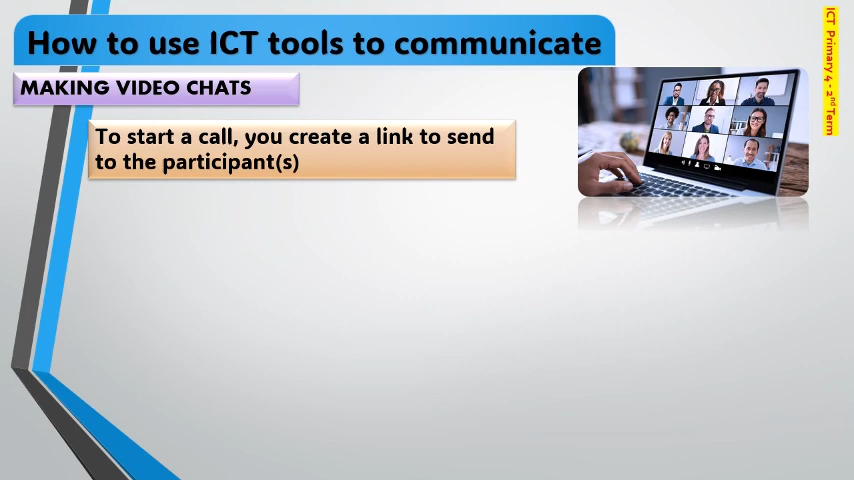 How to use ICT tools to communicate
MAKING VIDEO CHATS
To start a call, you create a link to send
to the participant(s)
ICT Primary 4 - 2nd Term